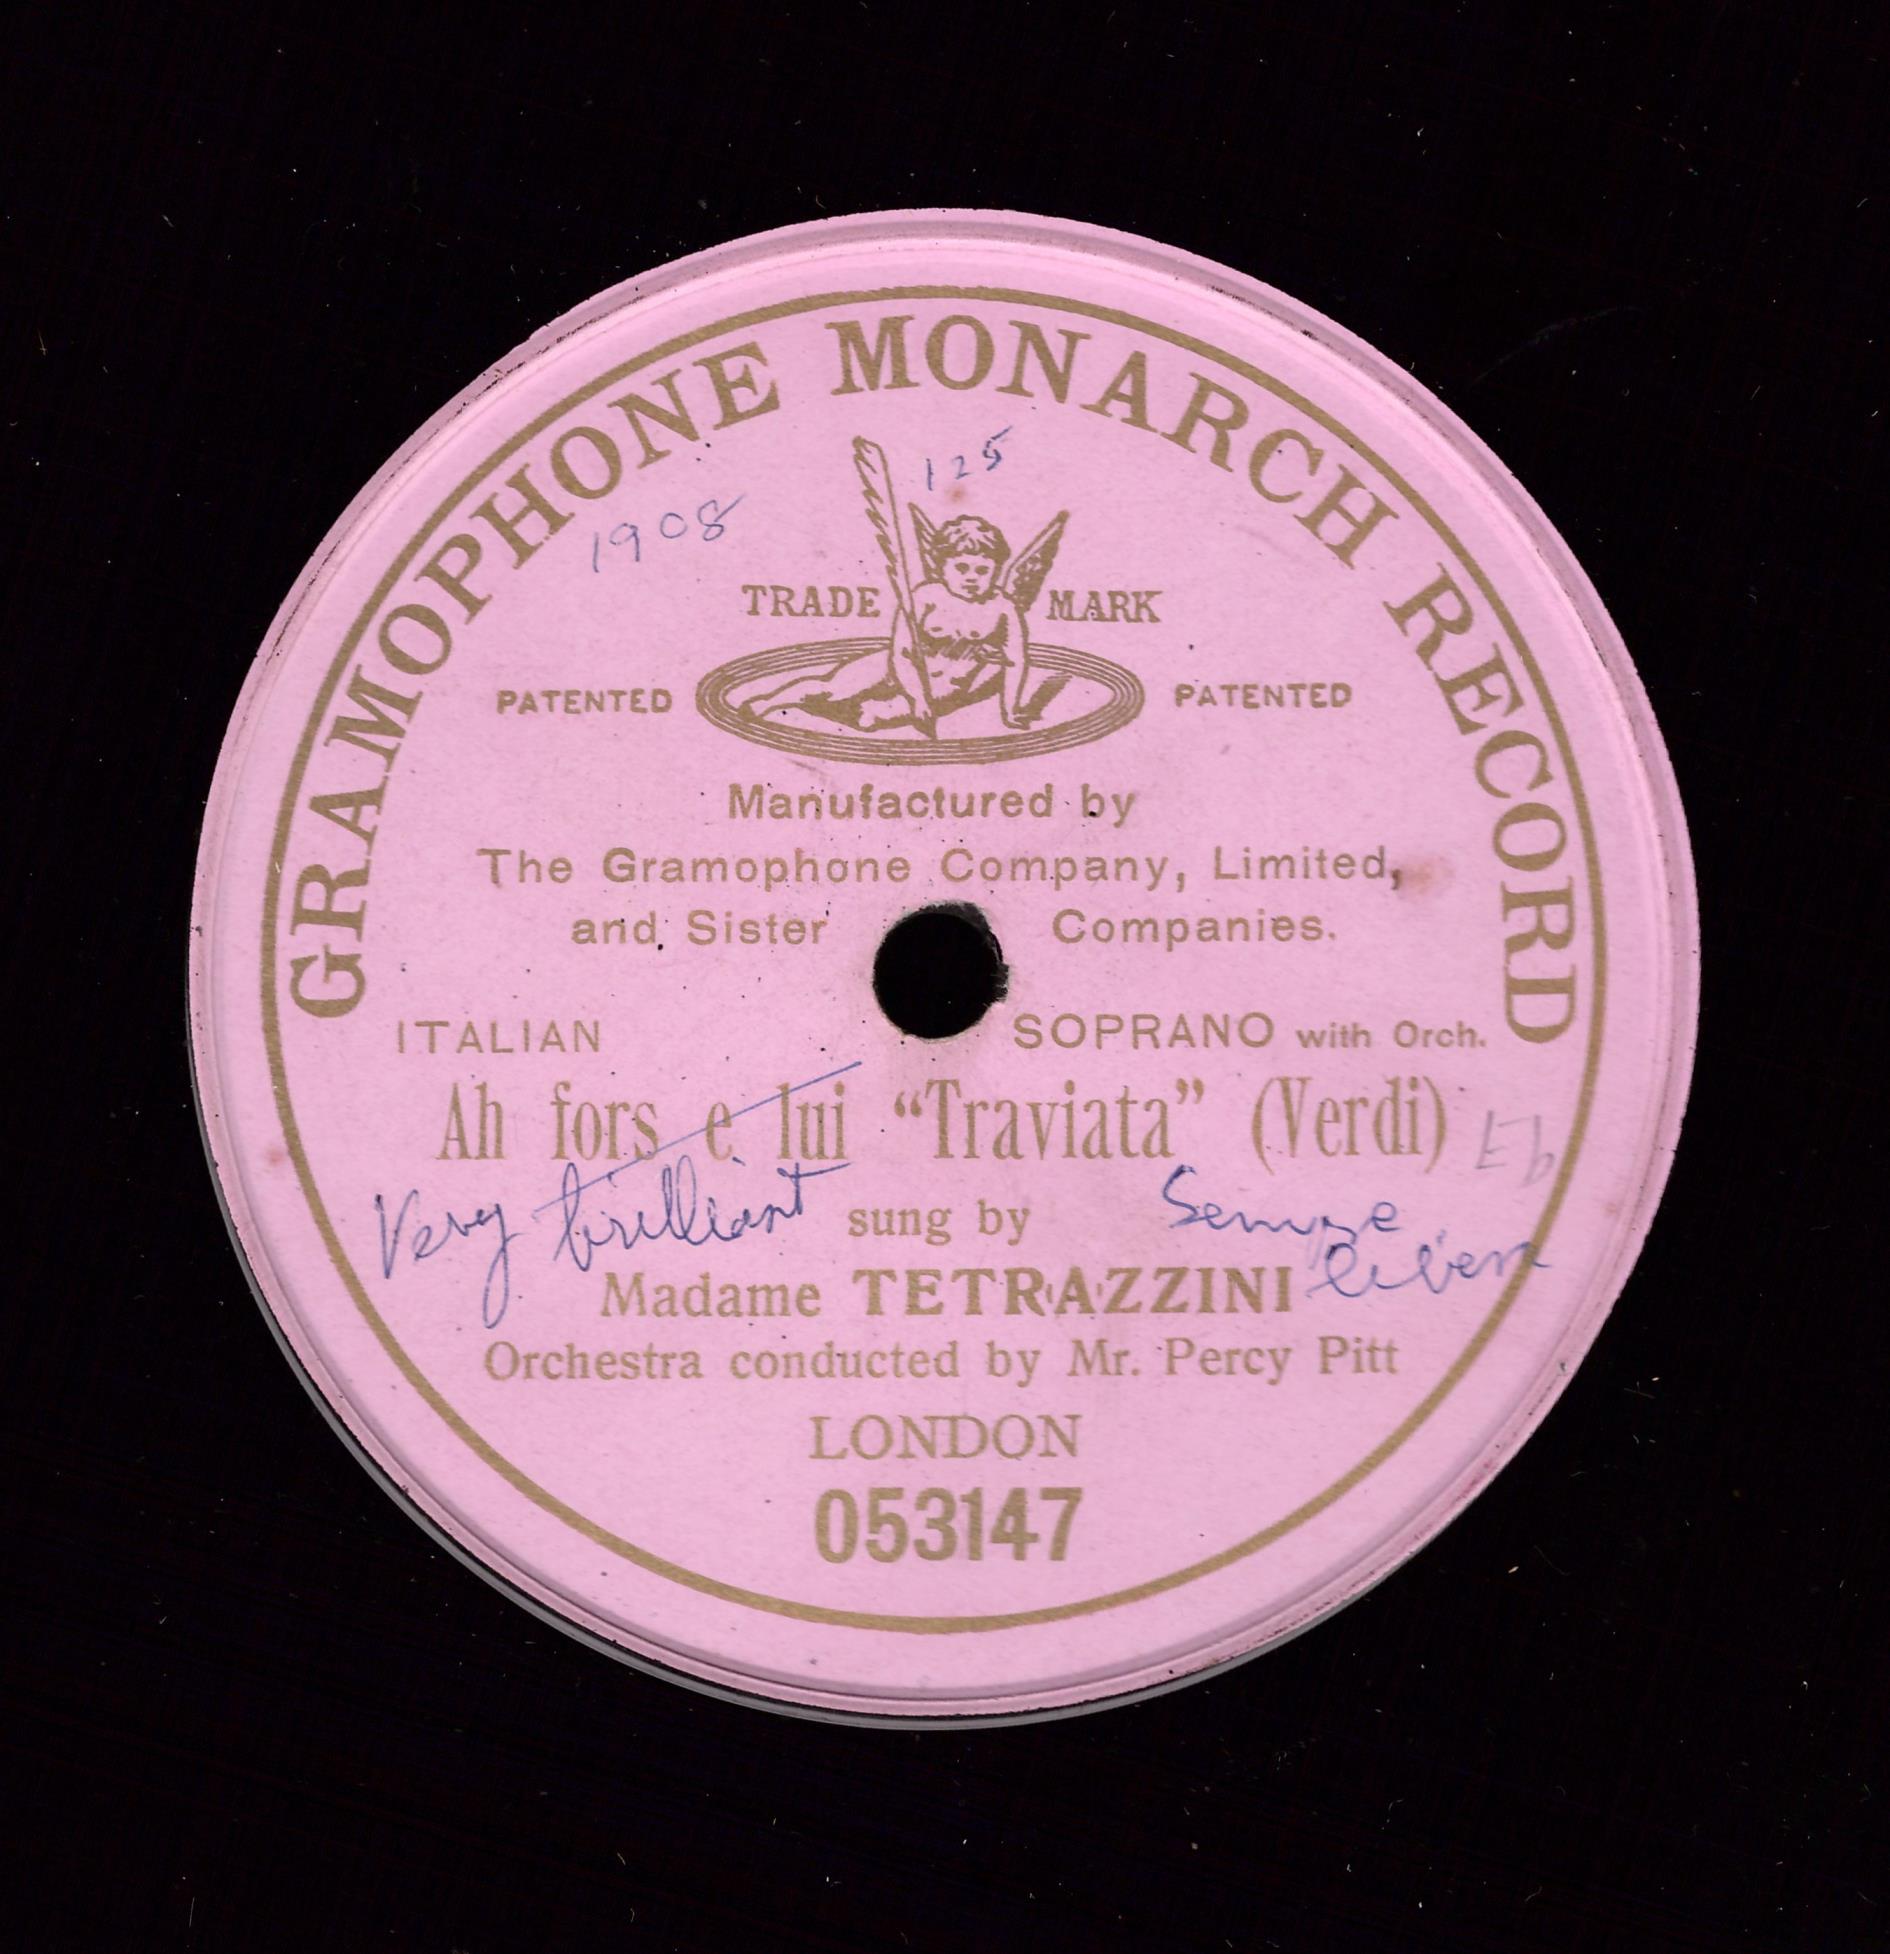 GRAMOPHONE MONARCH RECORD
125
1908
TRADE MARK
PATENTED PATENTED
Manufactured by
The Gramophone Company, Limited,
and Sister Companies.
ITALIAN SOPRANO with Orch.
Ah fors e lui “Traviata” (Verdi)
Very brilliant sung by Sempre
libera
Madame TETRAZZINI
Orchestra conducted by Mr. Percy Pitt
LONDON
053147